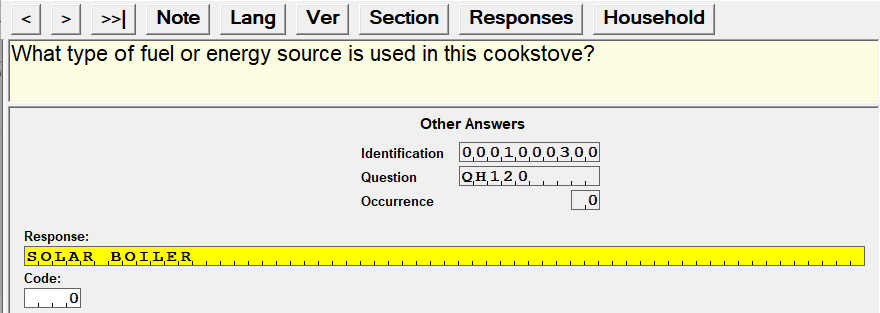 < > >>| Note Lang Ver Section Responses Household
What type of fuel or energy source is used in this cookstove?
Other Answers
Identification 0001000300
Question QH120
Occurrence 0
Response:
SOLAR BOILER
Code:
0